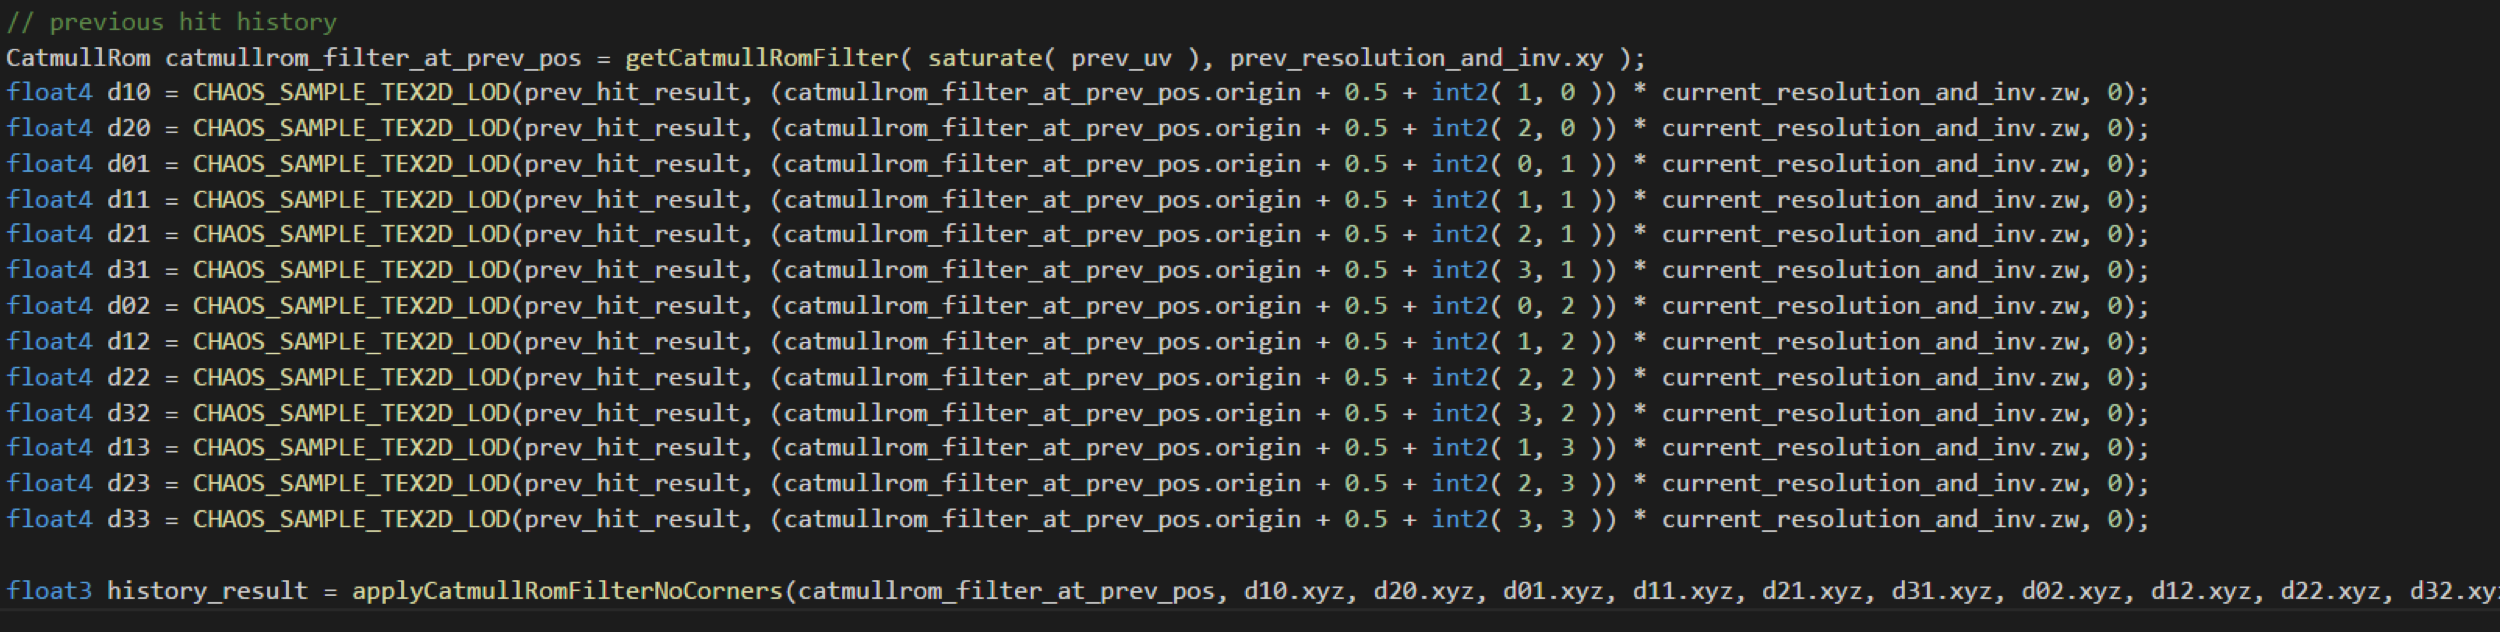 // previous hit history
CatmullRom catmullrom_filter_at_prev_pos = getCatmullRomFilter( saturate( prev_uv ), prev_resolution_and_inv.xy );
float4 d10 = CHAOS_SAMPLE_TEX2D_LOD(prev_hit_result, (catmullrom_filter_at_prev_pos.origin + 0.5 + int2( 1, 0 )) * current_resolution_and_inv.zw, 0);
float4 d20 = CHAOS_SAMPLE_TEX2D_LOD(prev_hit_result, (catmullrom_filter_at_prev_pos.origin + 0.5 + int2( 2, 0 )) * current_resolution_and_inv.zw, 0);
float4 d01 = CHAOS_SAMPLE_TEX2D_LOD(prev_hit_result, (catmullrom_filter_at_prev_pos.origin + 0.5 + int2( 0, 1 )) * current_resolution_and_inv.zw, 0);
float4 d11 = CHAOS_SAMPLE_TEX2D_LOD(prev_hit_result, (catmullrom_filter_at_prev_pos.origin + 0.5 + int2( 1, 1 )) * current_resolution_and_inv.zw, 0);
float4 d21 = CHAOS_SAMPLE_TEX2D_LOD(prev_hit_result, (catmullrom_filter_at_prev_pos.origin + 0.5 + int2( 2, 1 )) * current_resolution_and_inv.zw, 0);
float4 d31 = CHAOS_SAMPLE_TEX2D_LOD(prev_hit_result, (catmullrom_filter_at_prev_pos.origin + 0.5 + int2( 3, 1 )) * current_resolution_and_inv.zw, 0);
float4 d02 = CHAOS_SAMPLE_TEX2D_LOD(prev_hit_result, (catmullrom_filter_at_prev_pos.origin + 0.5 + int2( 0, 2 )) * current_resolution_and_inv.zw, 0);
float4 d12 = CHAOS_SAMPLE_TEX2D_LOD(prev_hit_result, (catmullrom_filter_at_prev_pos.origin + 0.5 + int2( 1, 2 )) * current_resolution_and_inv.zw, 0);
float4 d22 = CHAOS_SAMPLE_TEX2D_LOD(prev_hit_result, (catmullrom_filter_at_prev_pos.origin + 0.5 + int2( 2, 2 )) * current_resolution_and_inv.zw, 0);
float4 d32 = CHAOS_SAMPLE_TEX2D_LOD(prev_hit_result, (catmullrom_filter_at_prev_pos.origin + 0.5 + int2( 3, 2 )) * current_resolution_and_inv.zw, 0);
float4 d13 = CHAOS_SAMPLE_TEX2D_LOD(prev_hit_result, (catmullrom_filter_at_prev_pos.origin + 0.5 + int2( 1, 3 )) * current_resolution_and_inv.zw, 0);
float4 d23 = CHAOS_SAMPLE_TEX2D_LOD(prev_hit_result, (catmullrom_filter_at_prev_pos.origin + 0.5 + int2( 2, 3 )) * current_resolution_and_inv.zw, 0);
float4 d33 = CHAOS_SAMPLE_TEX2D_LOD(prev_hit_result, (catmullrom_filter_at_prev_pos.origin + 0.5 + int2( 3, 3 )) * current_resolution_and_inv.zw, 0);
float3 history_result = applyCatmullRomFilterNoCorners(catmullrom_filter_at_prev_pos, d10.xyz, d20.xyz, d01.xyz, d11.xyz, d21.xyz, d31.xyz, d02.xyz, d12.xyz, d22.xyz,